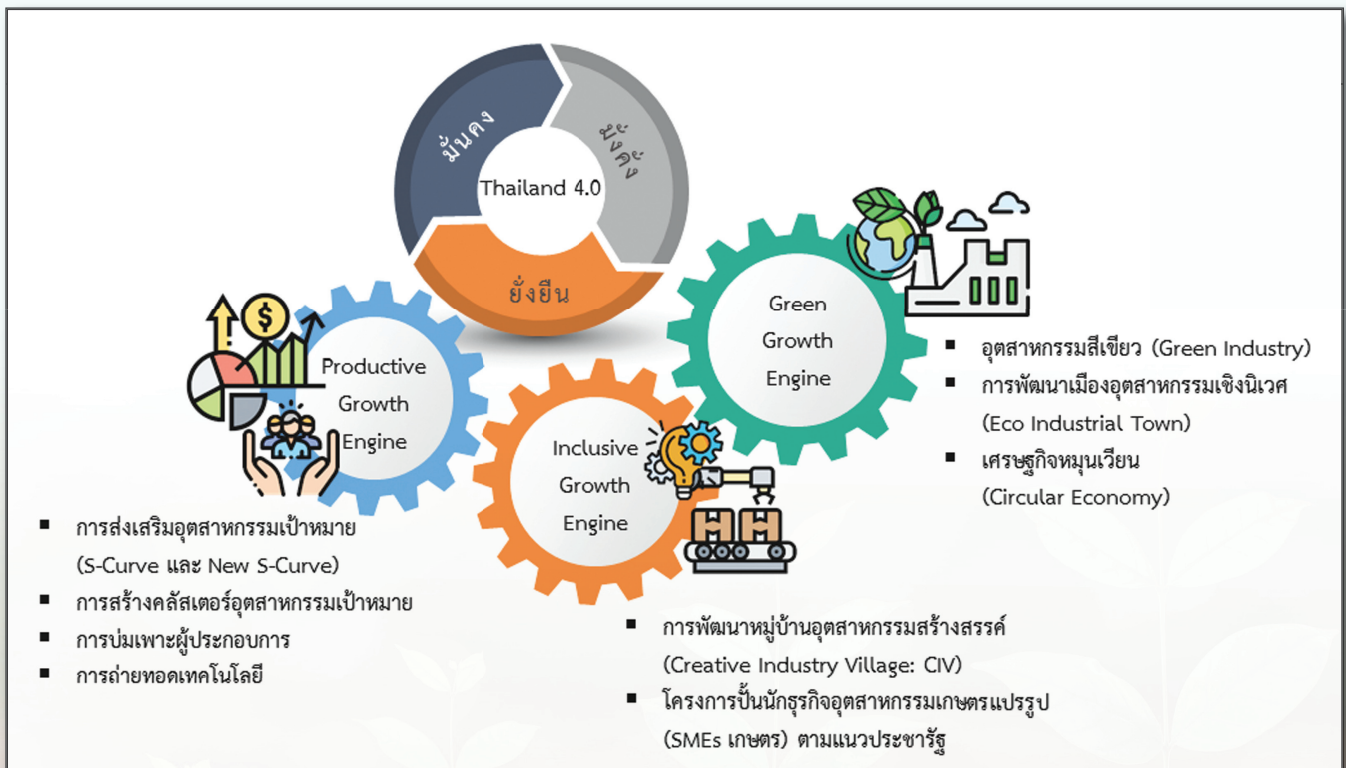 มั่นคง
มั่งคั่ง
Thailand 4.0
ยั่งยืน
Productive
Growth
Engine
Inclusive
Growth
Engine
Green
Growth
Engine
▪ อุตสาหกรรมสีเขียว (Green Industry)
▪ การพัฒนาเมืองอุตสาหกรรมเชิงนิเวศ
(Eco Industrial Town)
▪ เศรษฐกิจหมุนเวียน
(Circular Economy)
▪ การส่งเสริมอุตสาหกรรมเป้าหมาย
(S-Curve และ New S-Curve)
▪ การสร้างคลัสเตอร์อุตสาหกรรมเป้าหมาย
▪ การบ่มเพาะผู้ประกอบการ
▪ การถ่ายทอดเทคโนโลยี
▪ การพัฒนาหมู่บ้านอุตสาหกรรมสร้างสรรค์
(Creative Industry Village: CIV)
▪ โครงการปั้นนักธุรกิจอุตสาหกรรมเกษตรแปรรูป
(SMEs เกษตร) ตามแนวประชารัฐ